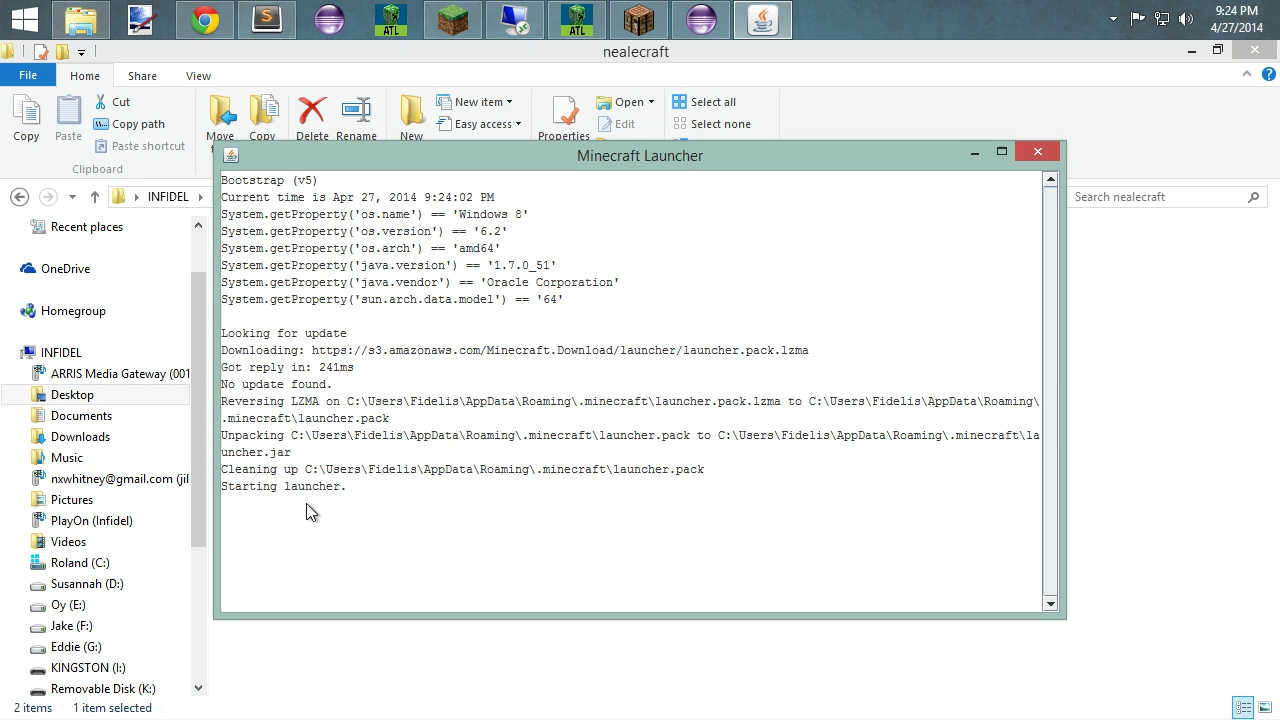 9:24 PM
4/27/2014
ATL
ATL
nealecraft
File
Home
Share
View
Copy
Paste
Cut
Copy path
Paste shortcut
Move
Copy
Delete
Rename
New
New item
Easy access
Properties
Open
Edit
Select all
Select none
Clipboard
INFIDEL
Search nealecraft
Minecraft Launcher
Bootstrap (v5)
Current time is Apr 27, 2014 9:24:02 PM
System.getProperty('os.name') == 'Windows 8'
System.getProperty('os.version') == '6.2'
System.getProperty('os.arch') == 'amd64'
System.getProperty('java.version') == '1.7.0_51'
System.getProperty('java.vendor') == 'Oracle Corporation'
System.getProperty('sun.arch.data.model') == '64'
Looking for update
Downloading: https://s3.amazonaws.com/Minecraft.Download/launcher/launcher.pack.lzma
Got reply in: 241ms
No update found.
Reversing LZMA on C:\Users\Fidelis\AppData\Roaming\.minecraft\launcher.pack.lzma to C:\Users\Fidelis\AppData\Roaming\
.minecraft\launcher.pack
Unpacking C:\Users\Fidelis\AppData\Roaming\.minecraft\launcher.pack to C:\Users\Fidelis\AppData\Roaming\.minecraft\la
uncher.jar
Cleaning up C:\Users\Fidelis\AppData\Roaming\.minecraft\launcher.pack
Starting launcher.
Recent places
OneDrive
Homegroup
INFIDEL
ARRIS Media Gateway (001
Desktop
Documents
Downloads
Music
nxwhitney@gmail.com (jil
Pictures
PlayOn (Infidel)
Videos
Roland (C:)
Susannah (D:)
Oy (E:)
Jake (F:)
Eddie (G:)
KINGSTON (I:)
Removable Disk (K:)
2 items
1 item selected